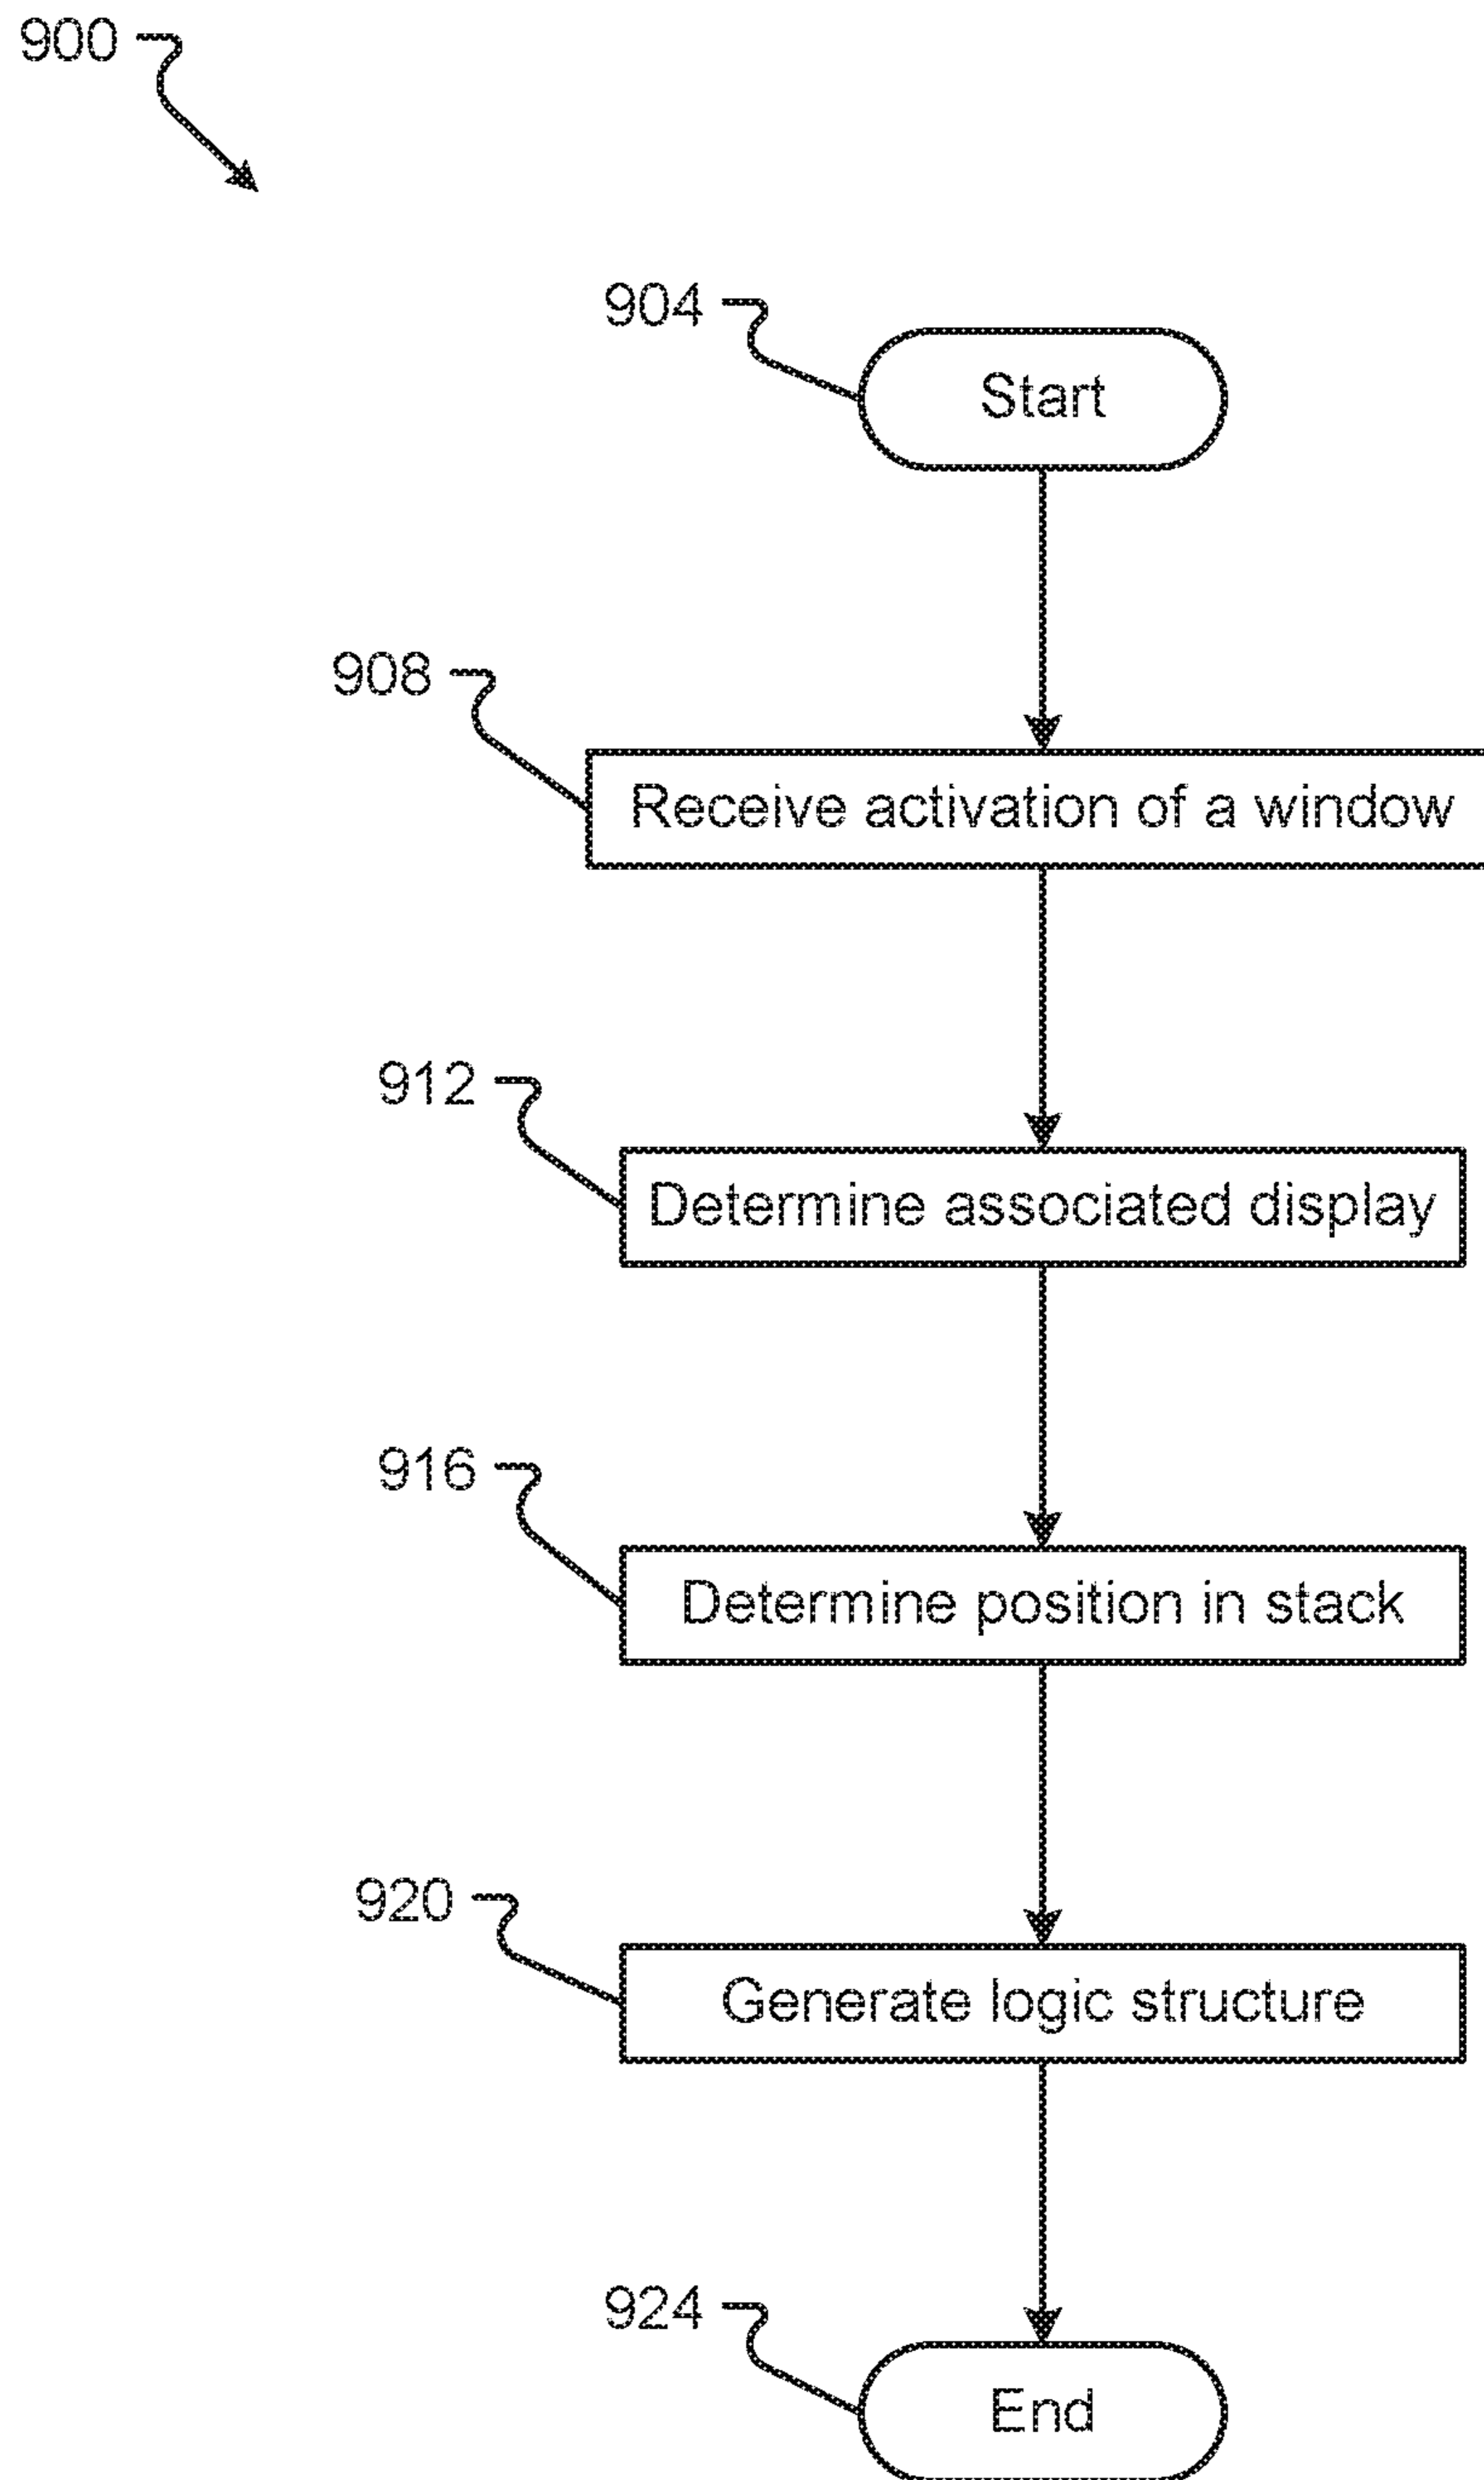 900
904
Start
908
Receive activation of a window
912
Determine associated display
916
Determine position in stack
920
Generate logic structure
924
End